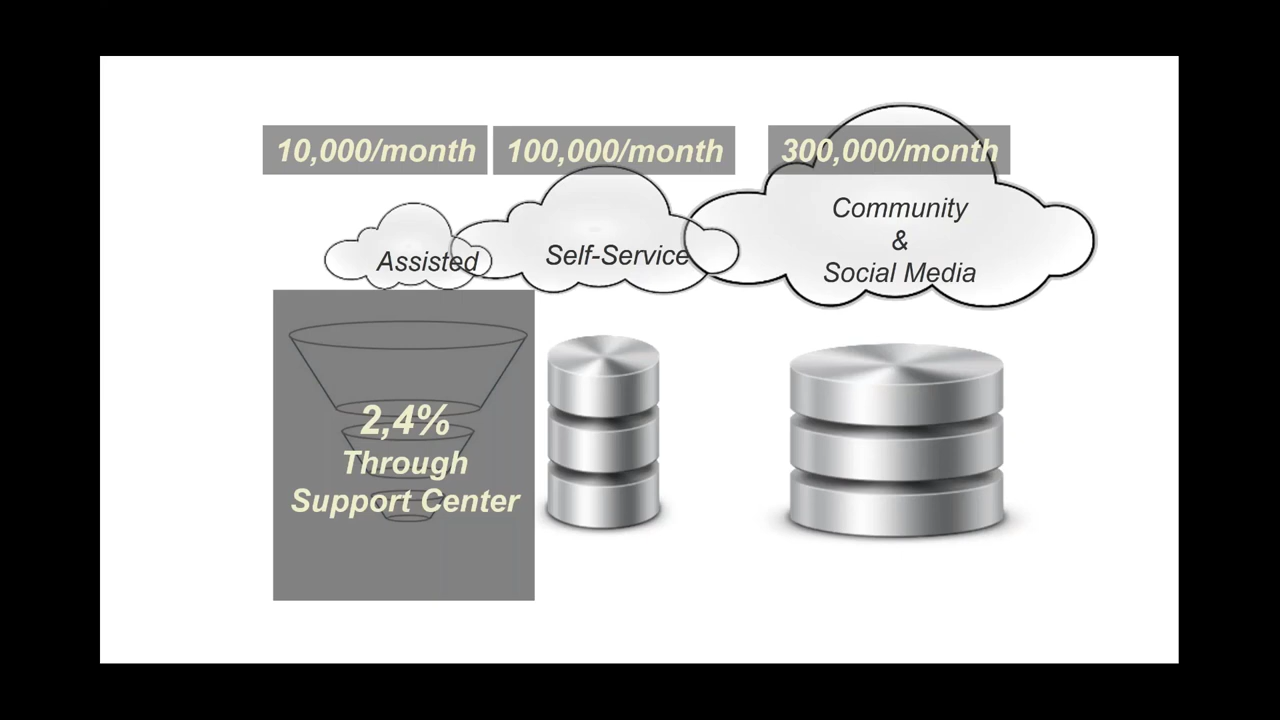 10,000/month
100,000/month
300,000/month
Assisted
Self-Service
Community
&
Social Media
2,4%
Through
Support Center